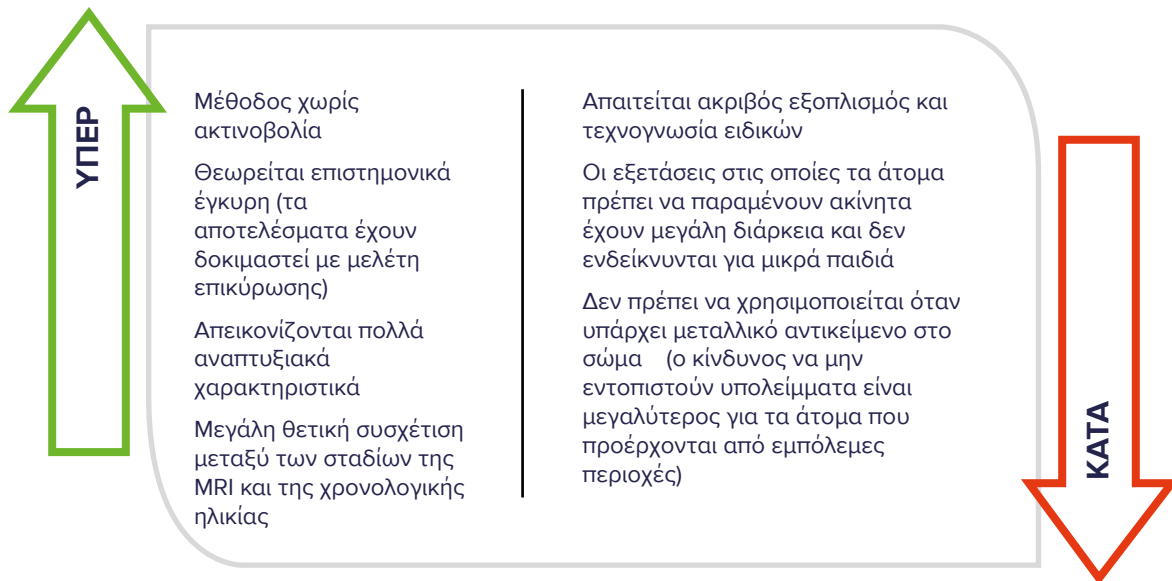 ΥΠΕΡ
Μέθοδος χωρίς
ακτινοβολία
Θεωρείται επιστημονικά
έγκυρη (τα
αποτελέσματα έχουν
δοκιμαστεί με μελέτη
επικύρωσης)
Απεικονίζονται πολλά
αναπτυξιακά
χαρακτηριστικά
Μεγάλη θετική συσχέτιση
μεταξύ των σταδίων της
MRI και της χρονολογικής
ηλικίας
Απαιτείται ακριβός εξοπλισμός και
τεχνογνωσία ειδικών
Οι εξετάσεις στις οποίες τα άτομα
πρέπει να παραμένουν ακίνητα
έχουν μεγάλη διάρκεια και δεν
ενδείκνυνται για μικρά παιδιά
Δεν πρέπει να χρησιμοποιείται όταν
υπάρχει μεταλλικό αντικείμενο στο
σώμα (ο κίνδυνος να μην
εντοπιστούν υπολείμματα είναι
μεγαλύτερος για τα άτομα που
προέρχονται από εμπόλεμες
περιοχές)
ΚΑΤΑ